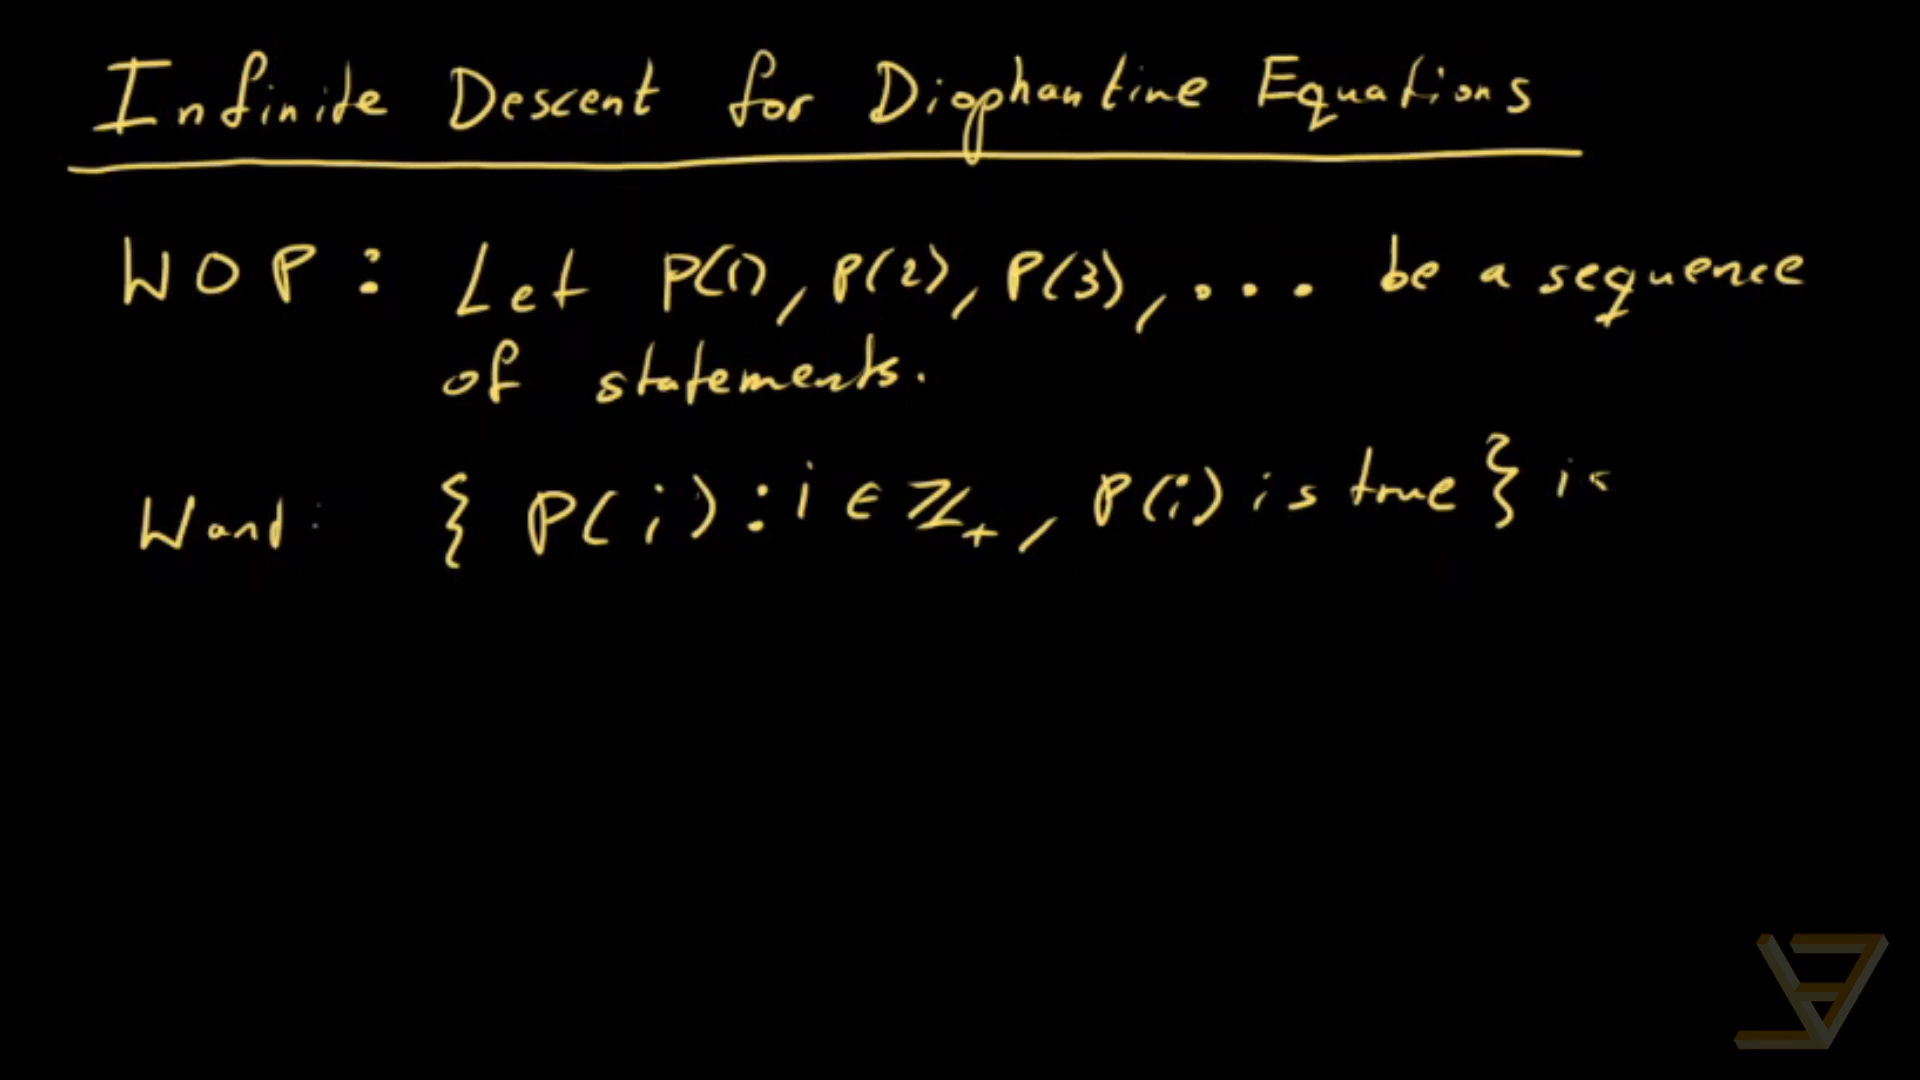 Infinite Descent for Diophantine Equations
WOP: Let P(1), P(2), P(3), ... be a sequence
of statements.
Want: { P(i) : i ∈ ℤ₊, P(i) is true } is